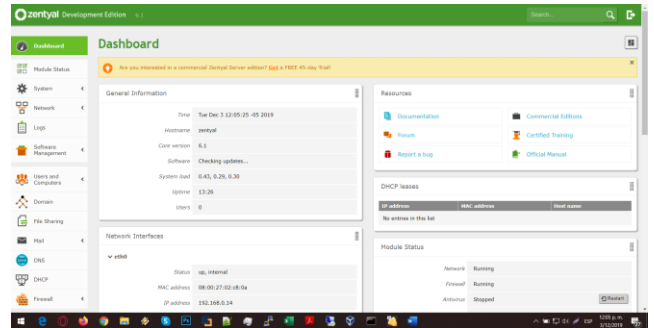 zentyal Development Edition 6.1
Search...
Dashboard
Module Status
System
Network
Logs
Software
Management
Users and
Computers
Domain
File Sharing
Mail
DNS
DHCP
Firewall
Dashboard
Are you interested in a commercial Zentyal Server edition? Get a FREE 45-day Trial!
General Information
Time Tue Dec 3 12:05:25 -05 2019
Hostname zentyal
Core version 6.1
Software Checking updates...
System load 0.43, 0.29, 0.30
Uptime 13:26
Users 0
Network Interfaces
eth0
Status up, internal
MAC address 08:00:27:02:c8:0a
IP address 192.168.0.14
Resources
Documentation
Commercial Editions
Forum
Certified Training
Report a bug
Official Manual
DHCP leases
IP address MAC address Host name
No entries in this list
Module Status
Network Running
Firewall Running
Antivirus Stopped Restart
ESP
12:05 p. m.
3/12/2019